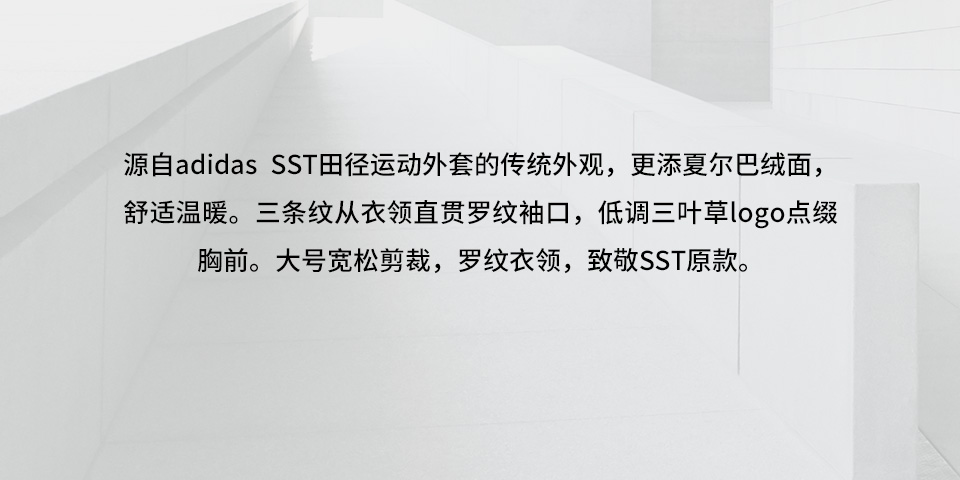 源自adidas SST田径运动外套的传统外观，更添夏尔巴绒面，
舒适温暖。三条纹从衣领直贯罗纹袖口，低调三叶草logo点缀
胸前。大号宽松剪裁，罗纹衣领，致敬SST原款。